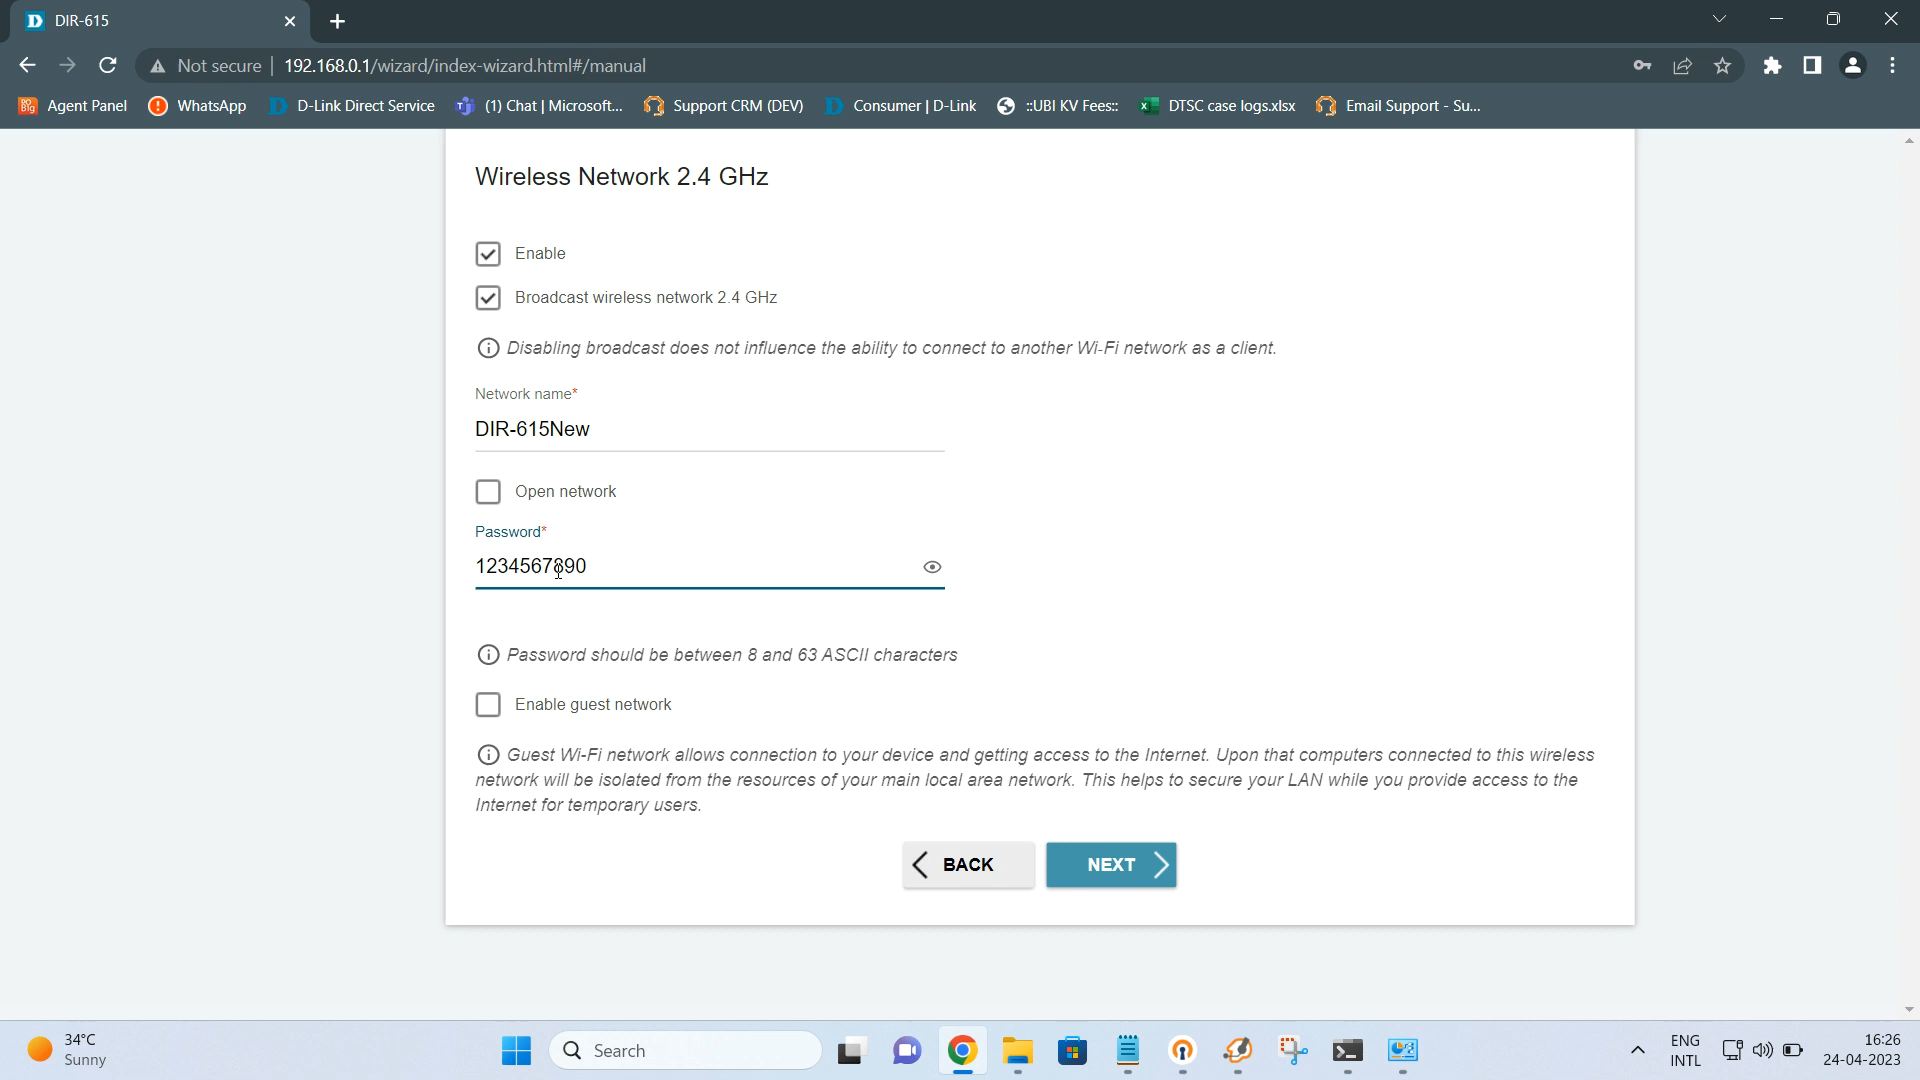 DIR-615
Not secure 192.168.0.1/wizard/index-wizard.html#/manual
Agent Panel WhatsApp D-Link Direct Service (1) Chat | Microsoft... Support CRM (DEV) Consumer | D-Link ::UBI KV Fees:: DTSC case logs.xlsx Email Support - Su...
Wireless Network 2.4 GHz
Enable
Broadcast wireless network 2.4 GHz
Disabling broadcast does not influence the ability to connect to another Wi-Fi network as a client.
Network name*
DIR-615New
Open network
Password*
1234567890
Password should be between 8 and 63 ASCII characters
Enable guest network
Guest Wi-Fi network allows connection to your device and getting access to the Internet. Upon that computers connected to this wireless
network will be isolated from the resources of your main local area network. This helps to secure your LAN while you provide access to the
Internet for temporary users.
BACK NEXT
34°C
Sunny
Search
ENG
INTL
16:26
24-04-2023